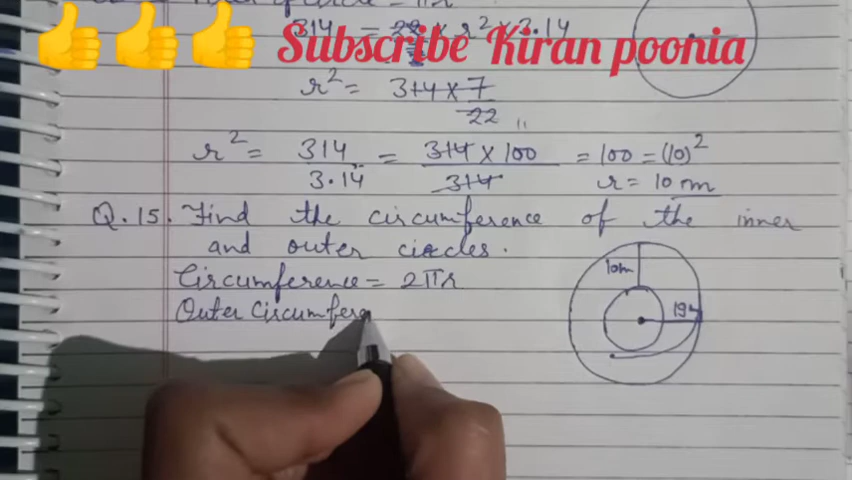 314 = 22 × r² × 3.14
Subscribe Kiran poonia
r² = 314 × 7
22
r² = 314 = 314 × 100 = 100 = (10)²
3.14 314 r = 10 m
Q.15. Find the circumference of the inner
and outer circles.
10m
Circumference = 2πr
Outer Circumfere
19m